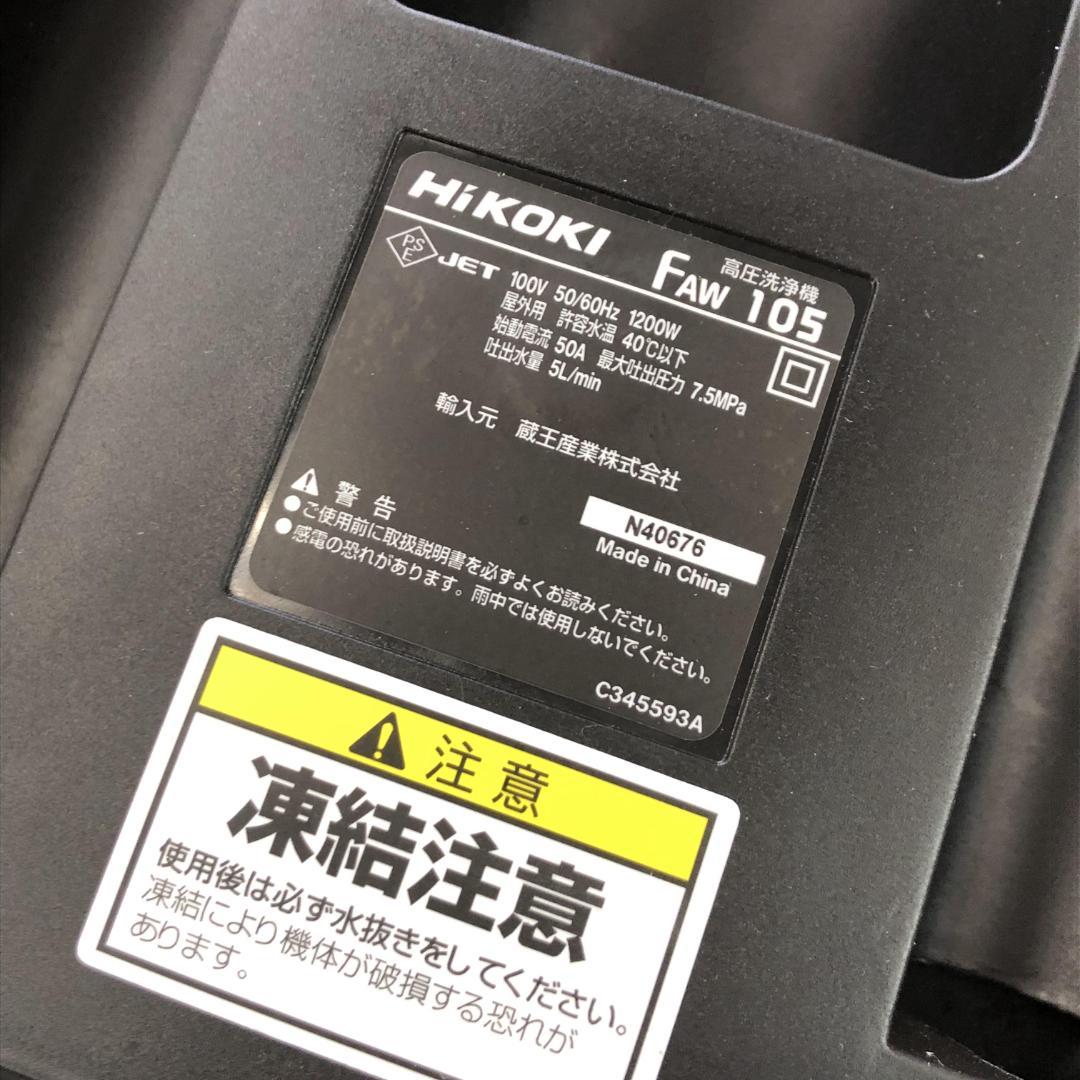 HiKOKI
高圧洗浄機
FAW 105
PSE JET 100V 50/60Hz 1200W
屋外用 許容水温 40℃以下
始動電流 50A 最大吐出圧力 7.5MPa
吐出水量 5L/min
輸入元 蔵王産業株式会社
N40676
Made in China
警告
●ご使用前に取扱説明書を必ずよくお読みください。
●感電の恐れがあります。雨中では使用しないでください。
C345593A
注意
凍結注意
使用後は必ず水抜きをしてください。
凍結により機体が破損する恐れが
あります。